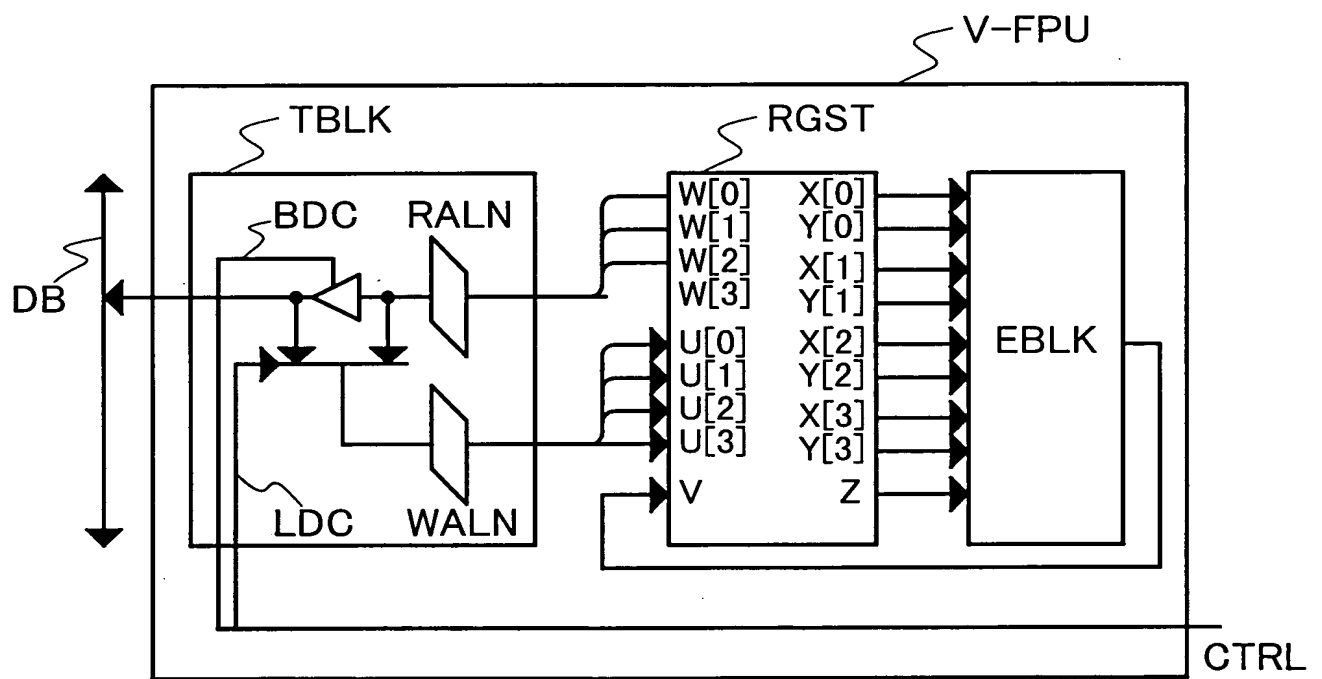 V-FPU
TBLK
RGST
BDC
RALN
DB
LDC
WALN
W[0]
W[1]
W[2]
W[3]
U[0]
U[1]
U[2]
U[3]
V
X[0]
Y[0]
X[1]
Y[1]
X[2]
Y[2]
X[3]
Y[3]
Z
EBLK
CTRL